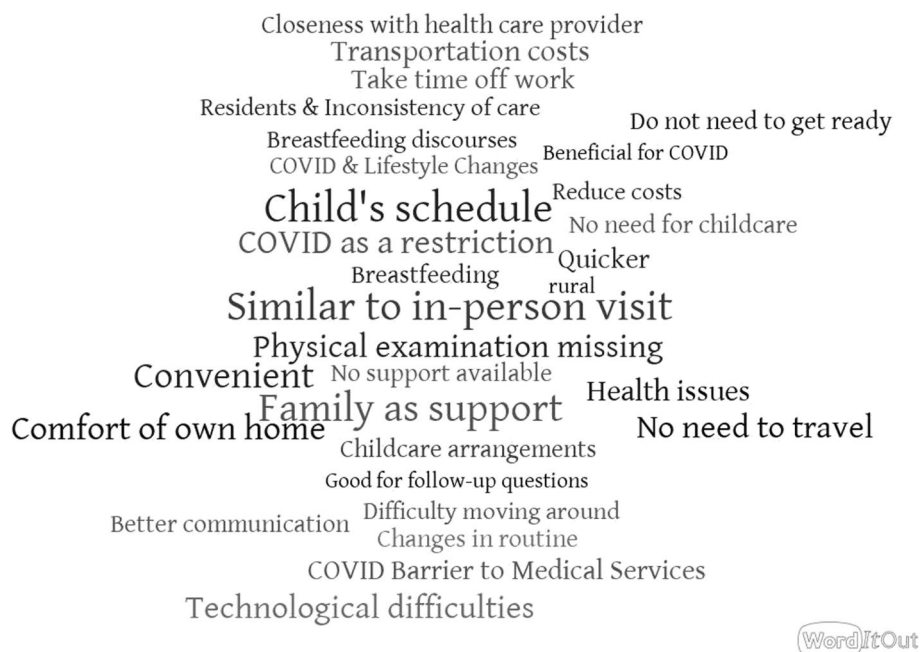 Closeness with health care provider
Transportation costs
Take time off work
Residents & Inconsistency of care
Do not need to get ready
Breastfeeding discourses
Beneficial for COVID
COVID & Lifestyle Changes
Reduce costs
Child's schedule
No need for childcare
COVID as a restriction
Quicker
Breastfeeding
rural
Similar to in-person visit
Physical examination missing
Convenient
No support available
Health issues
Family as support
Comfort of own home
No need to travel
Childcare arrangements
Good for follow-up questions
Difficulty moving around
Better communication
Changes in routine
COVID Barrier to Medical Services
Technological difficulties
WordItOut